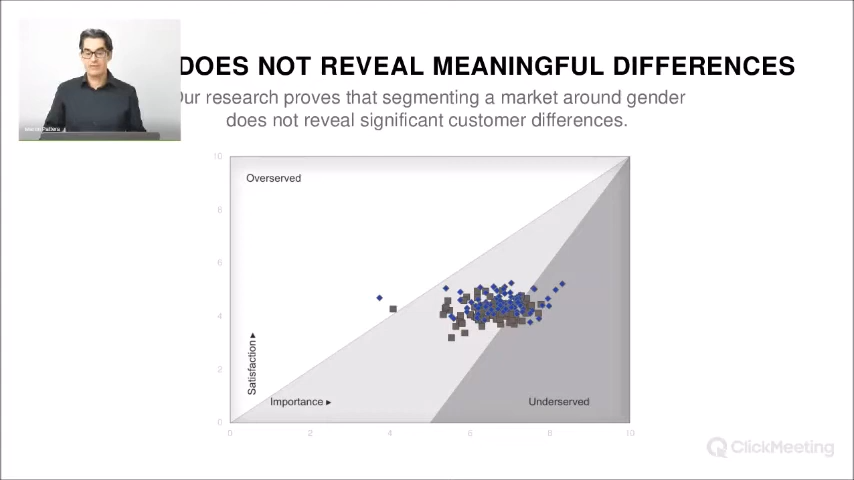 DOES NOT REVEAL MEANINGFUL DIFFERENCES
ur research proves that segmenting a market around gender
does not reveal significant customer differences.
10
Overserved
8
6
4
Satisfaction ▸
2
Importance ▸
Underserved
0
0 2 4 6 8 10
ClickMeeting